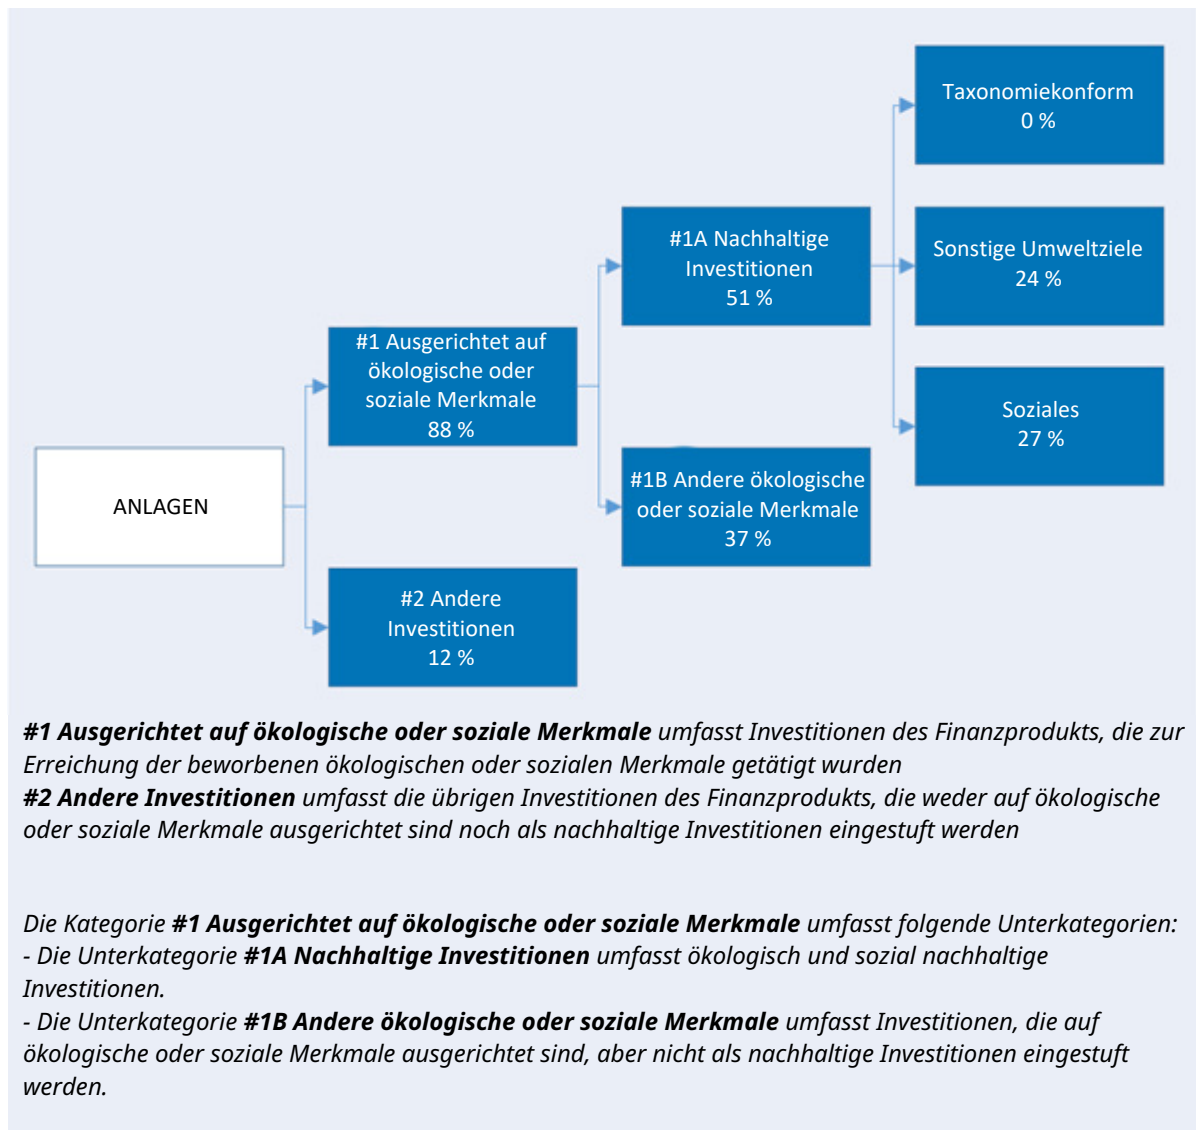 Taxonomiekonform
0 %
#1A Nachhaltige
Investitionen
51 %
Sonstige Umweltziele
24 %
#1 Ausgerichtet auf
ökologische oder
soziale Merkmale
88 %
Soziales
27 %
ANLAGEN
#1B Andere ökologische
oder soziale Merkmale
37 %
#2 Andere
Investitionen
12 %
#1 Ausgerichtet auf ökologische oder soziale Merkmale umfasst Investitionen des Finanzprodukts, die zur
Erreichung der beworbenen ökologischen oder sozialen Merkmale getätigt wurden
#2 Andere Investitionen umfasst die übrigen Investitionen des Finanzprodukts, die weder auf ökologische
oder soziale Merkmale ausgerichtet sind noch als nachhaltige Investitionen eingestuft werden
Die Kategorie #1 Ausgerichtet auf ökologische oder soziale Merkmale umfasst folgende Unterkategorien:
- Die Unterkategorie #1A Nachhaltige Investitionen umfasst ökologisch und sozial nachhaltige
Investitionen.
- Die Unterkategorie #1B Andere ökologische oder soziale Merkmale umfasst Investitionen, die auf
ökologische oder soziale Merkmale ausgerichtet sind, aber nicht als nachhaltige Investitionen eingestuft
werden.